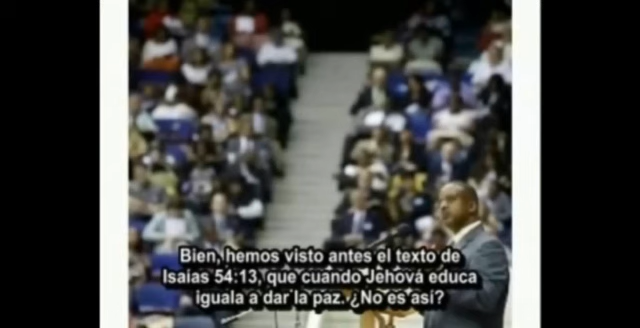 Bien, hemos visto antes el texto de
Isaías 54:13, que cuando Jehová educa
iguala a dar la paz. ¿No es así?